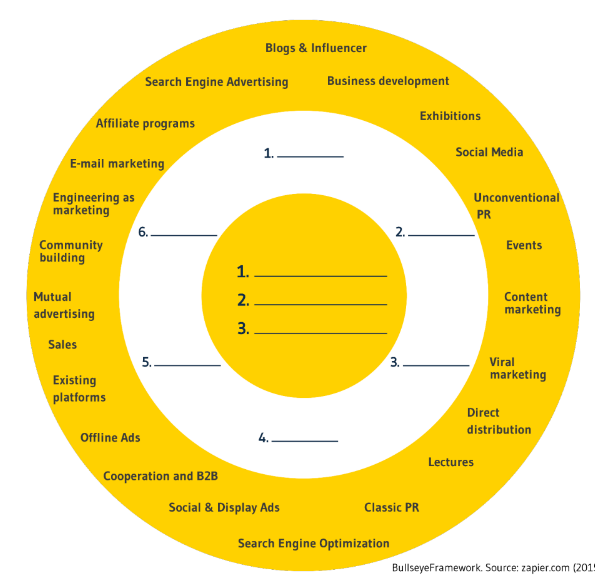 Blogs & Influencer
Search Engine Advertising
Business development
Affiliate programs
Exhibitions
E-mail marketing
Social Media
Engineering as
marketing
Unconventional
PR
Community
building
Events
Mutual
advertising
Content
marketing
Sales
Viral
marketing
Existing
platforms
Direct
distribution
Offline Ads
Lectures
Cooperation and B2B
Social & Display Ads
Classic PR
Search Engine Optimization
1.
2.
3.
4.
5.
6.
1.
2.
3.
BullseyeFramework. Source: zapier.com (201